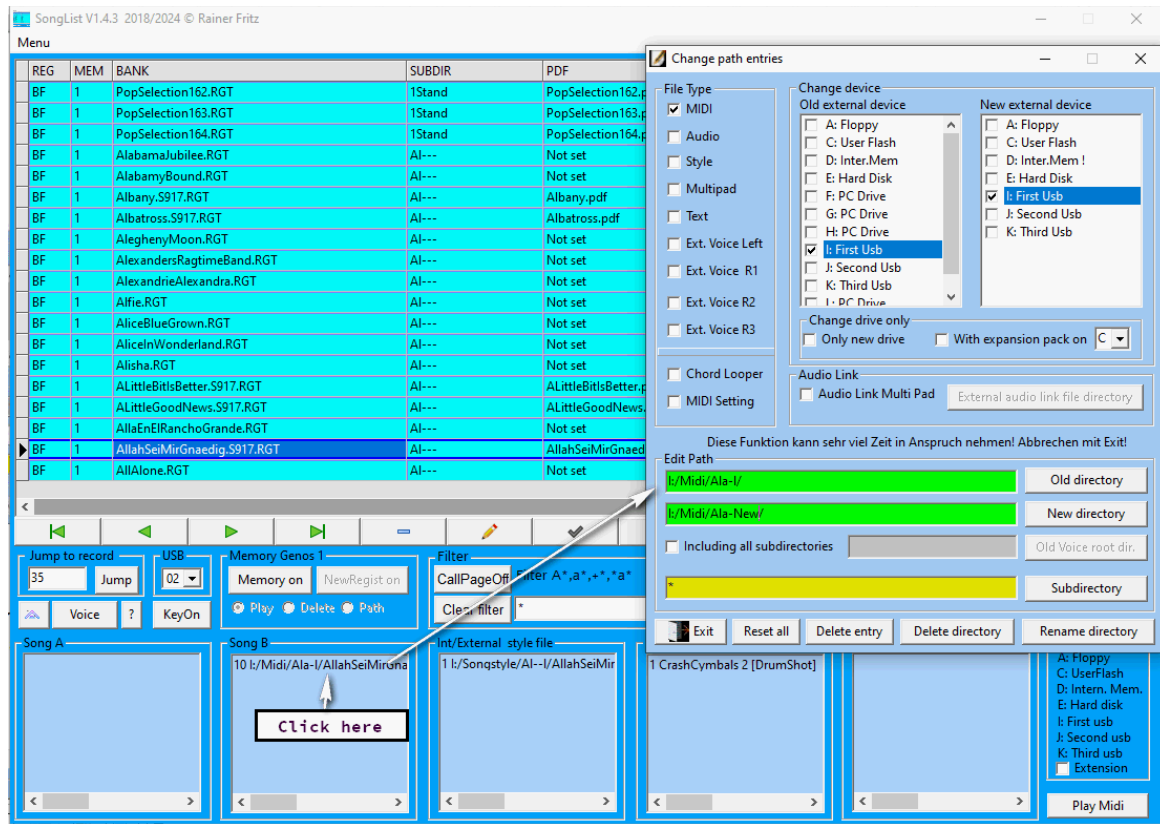 SongList V1.4.3 2018/2024 © Rainer Fritz
Menu
REG MEM BANK SUBDIR PDF
BF 1 PopSelection162.RGT 1Stand PopSelection162.p
BF 1 PopSelection163.RGT 1Stand PopSelection163.p
BF 1 PopSelection164.RGT 1Stand PopSelection164.p
BF 1 AlabamaJubilee.RGT Al--- Not set
BF 1 AlabamyBound.RGT Al--- Not set
BF 1 Albany.S917.RGT Al--- Albany.pdf
BF 1 Albatross.S917.RGT Al--- Albatross.pdf
BF 1 AleghenyMoon.RGT Al--- Not set
BF 1 AlexandersRagtimeBand.RGT Al--- Not set
BF 1 AlexandrieAlexandra.RGT Al--- Not set
BF 1 Alfie.RGT Al--- Not set
BF 1 AliceBlueGrown.RGT Al--- Not set
BF 1 AliceInWonderland.RGT Al--- Not set
BF 1 Alisha.RGT Al--- Not set
BF 1 ALittleBitIsBetter.S917.RGT Al--- ALittleBitIsBetter.p
BF 1 ALittleGoodNews.S917.RGT Al--- ALittleGoodNews.
BF 1 AllaEnElRanchoGrande.RGT Al--- Not set
BF 1 AllahSeiMirGnaedig.S917.RGT Al--- AllahSeiMirGnaed
BF 1 AllAlone.RGT Al--- Not set
Change path entries
File Type
MIDI
Audio
Style
Multipad
Text
Ext. Voice Left
Ext. Voice R1
Ext. Voice R2
Ext. Voice R3
Chord Looper
MIDI Setting
Change device
Old external device
A: Floppy
C: User Flash
D: Inter.Mem
E: Hard Disk
F: PC Drive
G: PC Drive
H: PC Drive
I: First Usb
J: Second Usb
K: Third Usb
L: PC Drive
New external device
A: Floppy
C: User Flash
D: Inter.Mem !
E: Hard Disk
I: First Usb
J: Second Usb
K: Third Usb
Change drive only
Only new drive With expansion pack on C
Audio Link
Audio Link Multi Pad External audio link file directory
Diese Funktion kann sehr viel Zeit in Anspruch nehmen! Abbrechen mit Exit!
Edit Path
I:/Midi/Ala-I/ Old directory
I:/Midi/Ala-New/ New directory
Including all subdirectories Old Voice root dir.
* Subdirectory
Exit Reset all Delete entry Delete directory Rename directory
Jump to record
35 Jump
USB
02
Memory Genos 1
Memory on NewRegist on
Filter
CallPageOff Filter A*,a*,+*,*a*
Voice ? KeyOn
Play Delete Path
Clear filter *
Song A
Song B
10 I:/Midi/Ala-I/AllahSeiMirGna
Click here
Int/External style file
1 I:/Songstyle/Al--I/AllahSeiMir
1 CrashCymbals 2 [DrumShot]
A: Floppy
C: UserFlash
D: Intern. Mem.
E: Hard disk
I: First usb
J: Second usb
K: Third usb
Extension
Play Midi